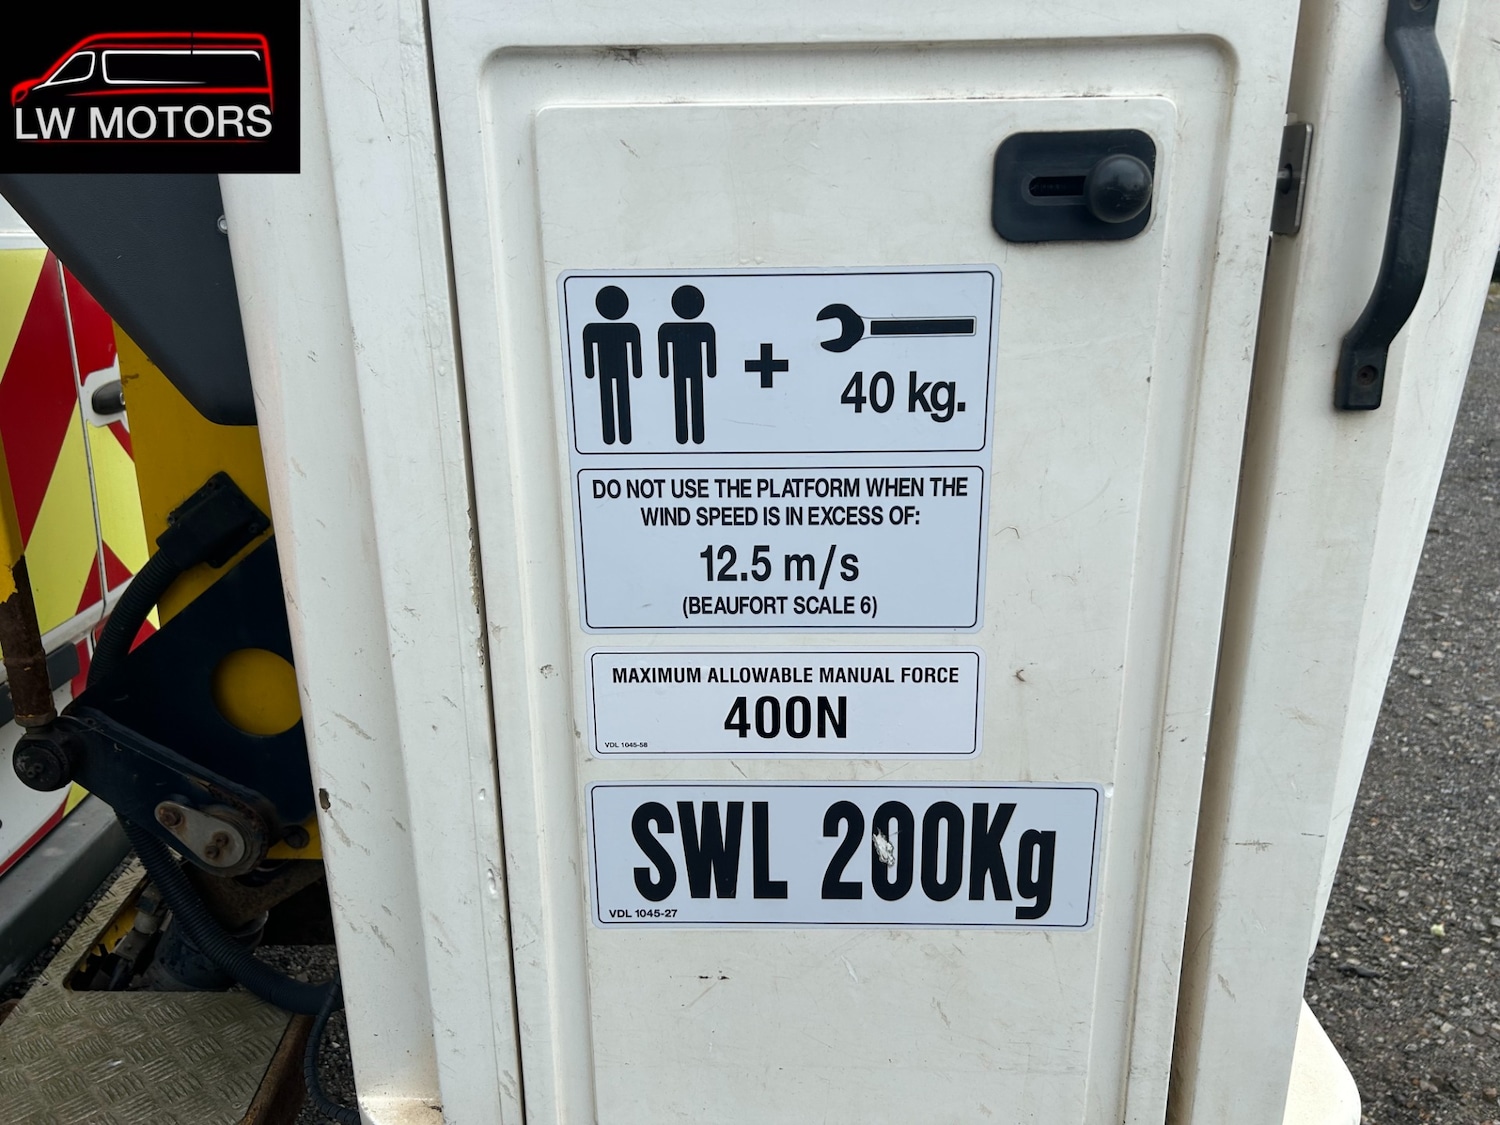 LW MOTORS
+
40 kg.
DO NOT USE THE PLATFORM WHEN THE
WIND SPEED IS IN EXCESS OF:
12.5 m/s
(BEAUFORT SCALE 6)
MAXIMUM ALLOWABLE MANUAL FORCE
400N
VDL 1045-58
SWL 200Kg
VDL 1045-27